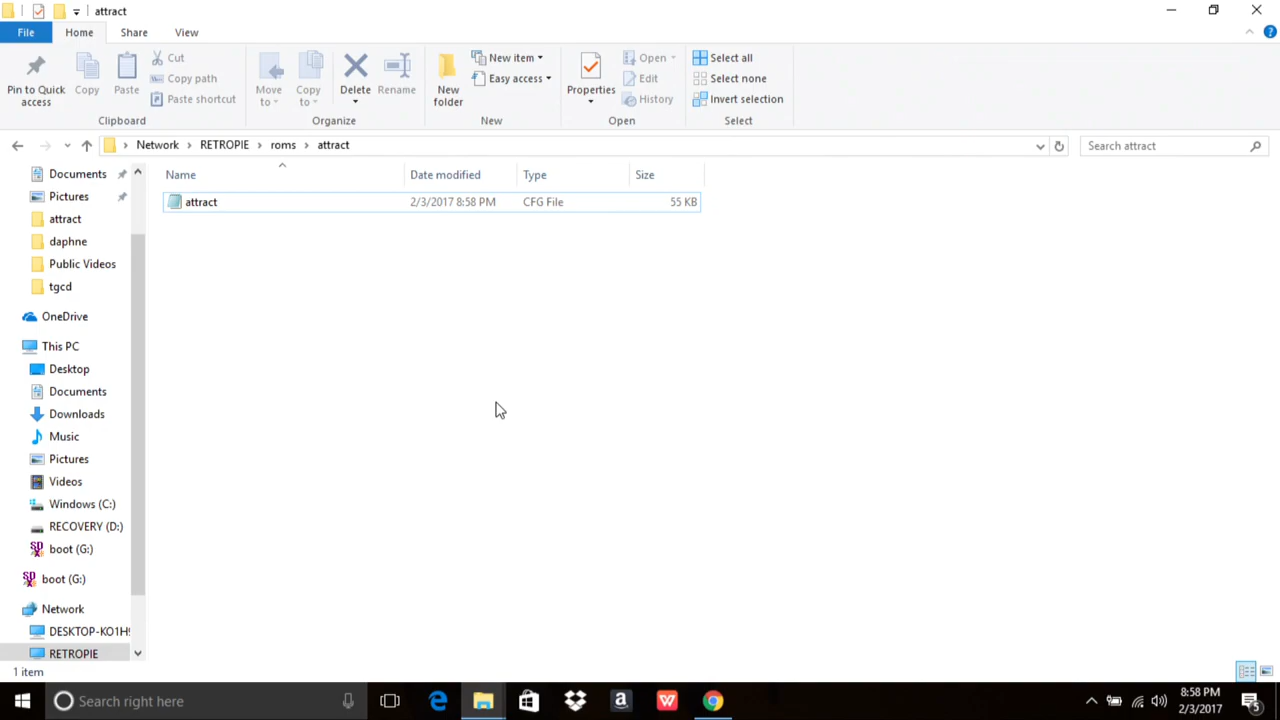 attract
File Home Share View
Pin to Quick access
Copy
Paste
Cut
Copy path
Paste shortcut
Clipboard
Move to
Copy to
Delete
Rename
Organize
New folder
New item
Easy access
New
Properties
Open
Edit
History
Open
Select all
Select none
Invert selection
Select
Network RETROPIE roms attract
Search attract
Name Date modified Type Size
attract 2/3/2017 8:58 PM CFG File 55 KB
Documents
Pictures
attract
daphne
Public Videos
tgcd
OneDrive
This PC
Desktop
Documents
Downloads
Music
Pictures
Videos
Windows (C:)
RECOVERY (D:)
boot (G:)
boot (G:)
Network
DESKTOP-KO1H
RETROPIE
1 item
Search right here
8:58 PM
2/3/2017
5